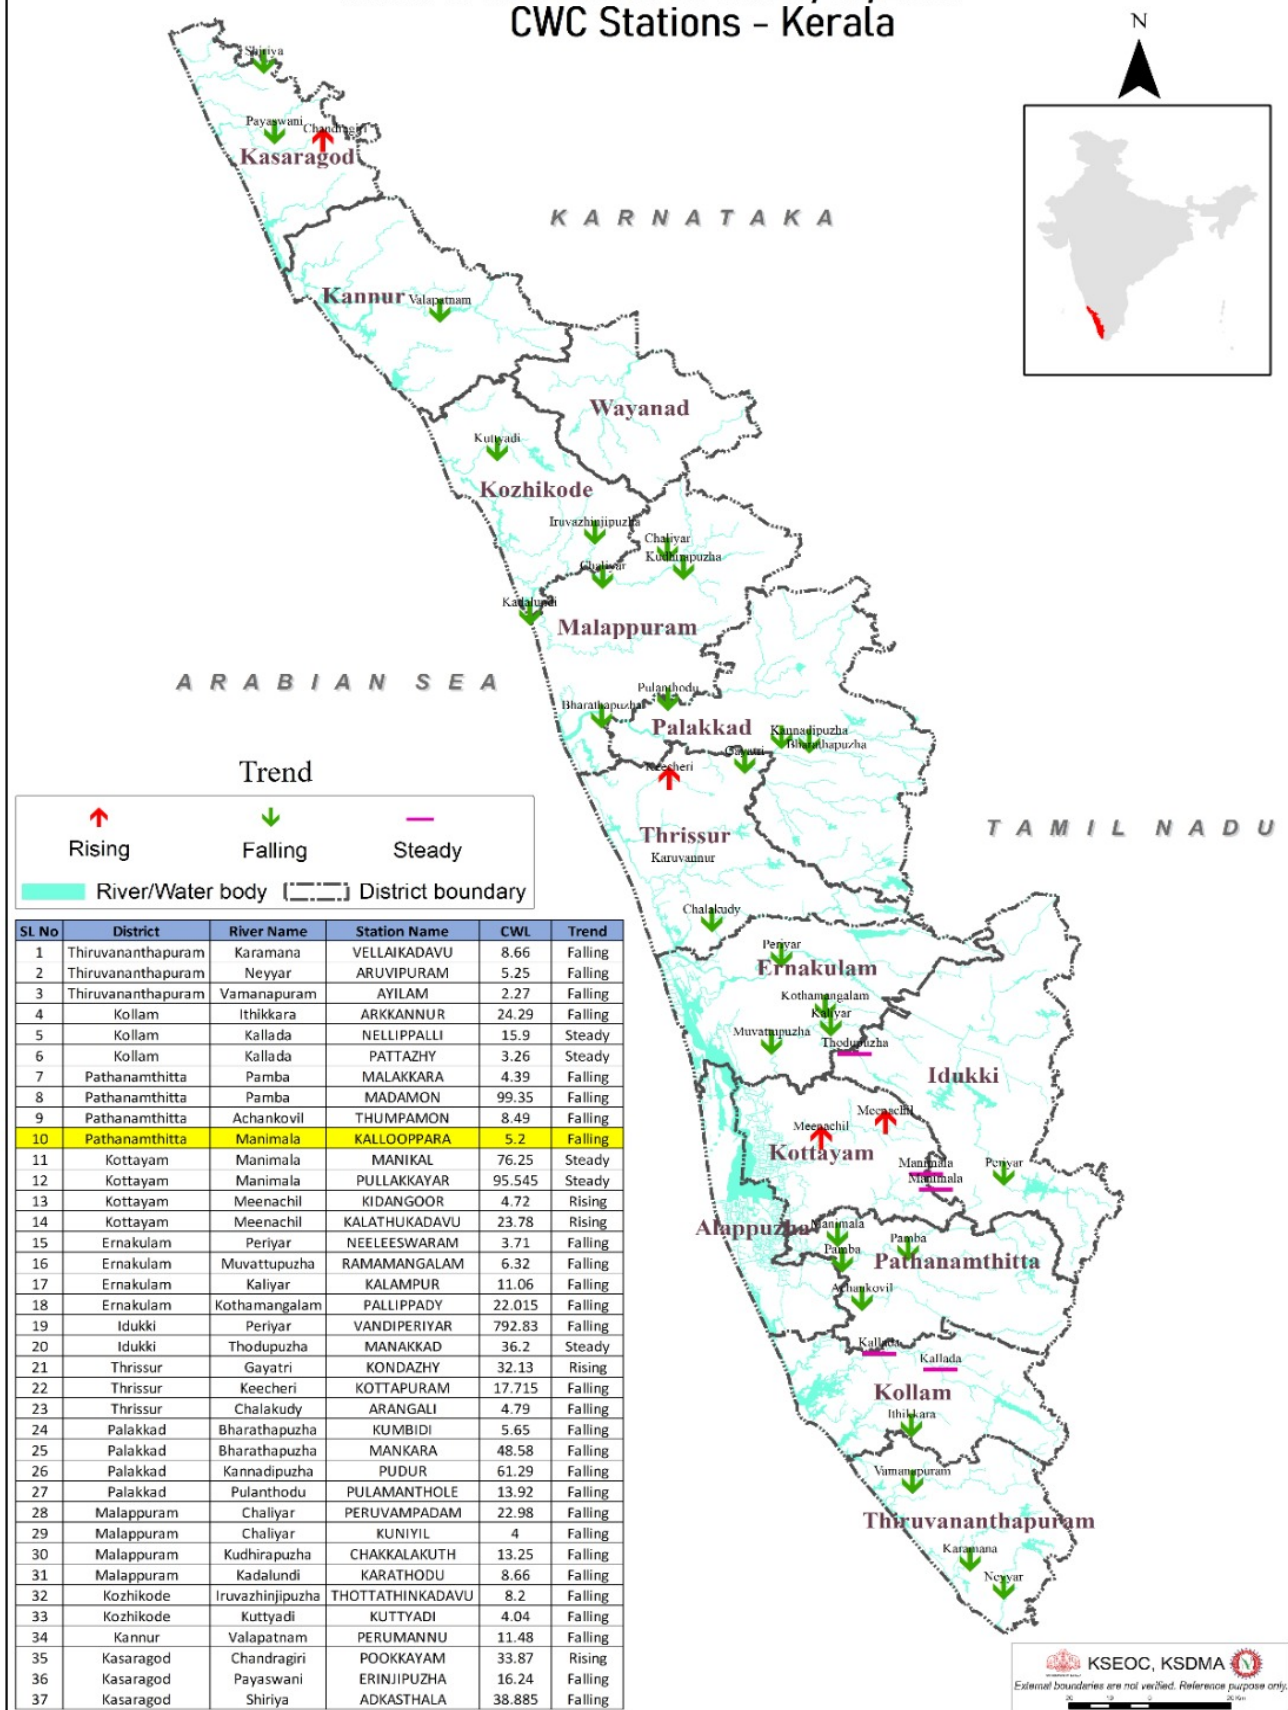 CWC Stations - Kerala
N
Shiriya
Payaswani
Chandragiri
Kasaragod
KARNATAKA
Kannur
Valapatnam
Wayanad
Kuttyadi
Kozhikode
Iruvazhinjipuzha
Chaliyar
Kudhirapuzha
Chaliyar
Kadalundi
Malappuram
ARABIAN SEA
Pulanthodu
Bharathapuzha
Palakkad
Kannadipuzha
Bharathapuzha
Gayatri
Keecheri
Thrissur
Karuvannur
TAMIL NADU
Chalakudy
Periyar
Ernakulam
Kothamangalam
Kaliyar
Muvattupuzha
Thodupuzha
Idukki
Meenachil
Meenachil
Kottayam
Manimala
Manimala
Periyar
Alappuzha
Manimala
Pamba
Pamba
Pathanamthitta
Achankovil
Kallada
Kallada
Kollam
Ithikkara
Vamanapuram
Thiruvananthapuram
Karamana
Neyyar
Trend
Rising Falling Steady
River/Water body District boundary
SL No District River Name Station Name CWL Trend
1 Thiruvananthapuram Karamana VELLAIKADAVU 8.66 Falling
2 Thiruvananthapuram Neyyar ARUVIPURAM 5.25 Falling
3 Thiruvananthapuram Vamanapuram AYILAM 2.27 Falling
4 Kollam Ithikkara ARKKANNUR 24.29 Falling
5 Kollam Kallada NELLIPPALLI 15.9 Steady
6 Kollam Kallada PATTAZHY 3.26 Steady
7 Pathanamthitta Pamba MALAKKARA 4.39 Falling
8 Pathanamthitta Pamba MADAMON 99.35 Falling
9 Pathanamthitta Achankovil THUMPAMON 8.49 Falling
10 Pathanamthitta Manimala KALLOOPPARA 5.2 Falling
11 Kottayam Manimala MANIKAL 76.25 Steady
12 Kottayam Manimala PULLAKKAYAR 95.545 Steady
13 Kottayam Meenachil KIDANGOOR 4.72 Rising
14 Kottayam Meenachil KALATHUKADAVU 23.78 Rising
15 Ernakulam Periyar NEELEESWARAM 3.71 Falling
16 Ernakulam Muvattupuzha RAMAMANGALAM 6.32 Falling
17 Ernakulam Kaliyar KALAMPUR 11.06 Falling
18 Ernakulam Kothamangalam PALLIPPADY 22.015 Falling
19 Idukki Periyar VANDIPERIYAR 792.83 Falling
20 Idukki Thodupuzha MANAKKAD 36.2 Steady
21 Thrissur Gayatri KONDAZHY 32.13 Rising
22 Thrissur Keecheri KOTTAPURAM 17.715 Falling
23 Thrissur Chalakudy ARANGALI 4.79 Falling
24 Palakkad Bharathapuzha KUMBIDI 5.65 Falling
25 Palakkad Bharathapuzha MANKARA 48.58 Falling
26 Palakkad Kannadipuzha PUDUR 61.29 Falling
27 Palakkad Pulanthodu PULAMANTHOLE 13.92 Falling
28 Malappuram Chaliyar PERUVAMPADAM 22.98 Falling
29 Malappuram Chaliyar KUNIYIL 4 Falling
30 Malappuram Kudhirapuzha CHAKKALAKUTH 13.25 Falling
31 Malappuram Kadalundi KARATHODU 8.66 Falling
32 Kozhikode Iruvazhinjipuzha THOTTATHINKADAVU 8.2 Falling
33 Kozhikode Kuttyadi KUTTYADI 4.04 Falling
34 Kannur Valapatnam PERUMANNU 11.48 Falling
35 Kasaragod Chandragiri POOKKAYAM 33.87 Rising
36 Kasaragod Payaswani ERINJIPUZHA 16.24 Falling
37 Kasaragod Shiriya ADKASTHALA 38.885 Falling
KSEOC, KSDMA
External boundaries are not verified. Reference purpose only.
20 10 0 20 Km